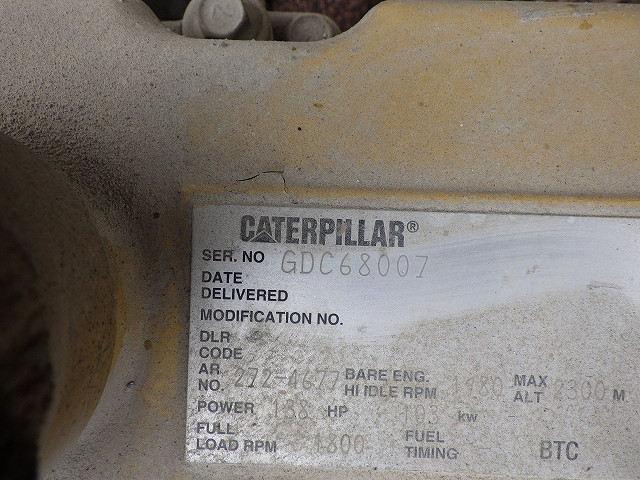 CATERPILLAR®
SER. NO GDC68007
DATE
DELIVERED
MODIFICATION NO.
DLR
CODE
AR. NO. 272-4677 BARE ENG. HI IDLE RPM MAX ALT 2300 M
POWER 138 HP 103 kw
FULL LOAD RPM 1800 FUEL TIMING BTC